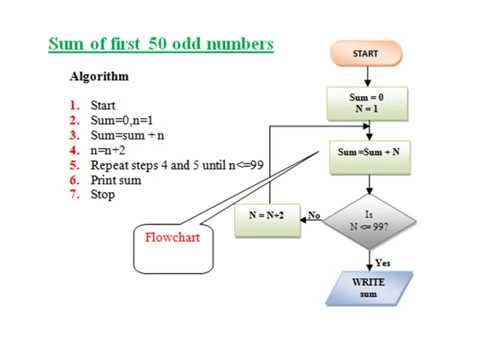 Sum of first 50 odd numbers
Algorithm
1. Start
2. Sum=0,n=1
3. Sum=sum +n
4. n=n+2
5. Repeat steps 4 and 5 until n<=99
6. Print sum
7. Stop
Flowchart
START
Sum = 0
N = 1
Sum =Sum + N
N = N+2
No
Is
N <= 99?
Yes
WRITE
sum